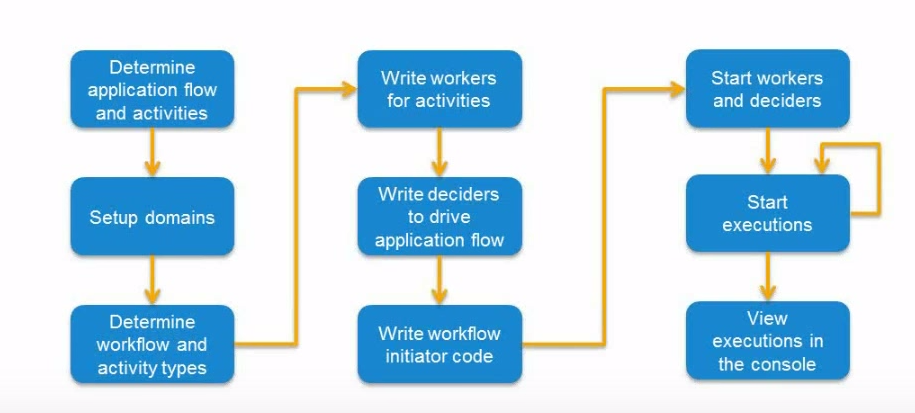 Determine
application flow
and activities
Setup domains
Determine
workflow and
activity types
Write workers
for activities
Write deciders
to drive
application flow
Write workflow
initiator code
Start workers
and deciders
Start
executions
View
executions in
the console